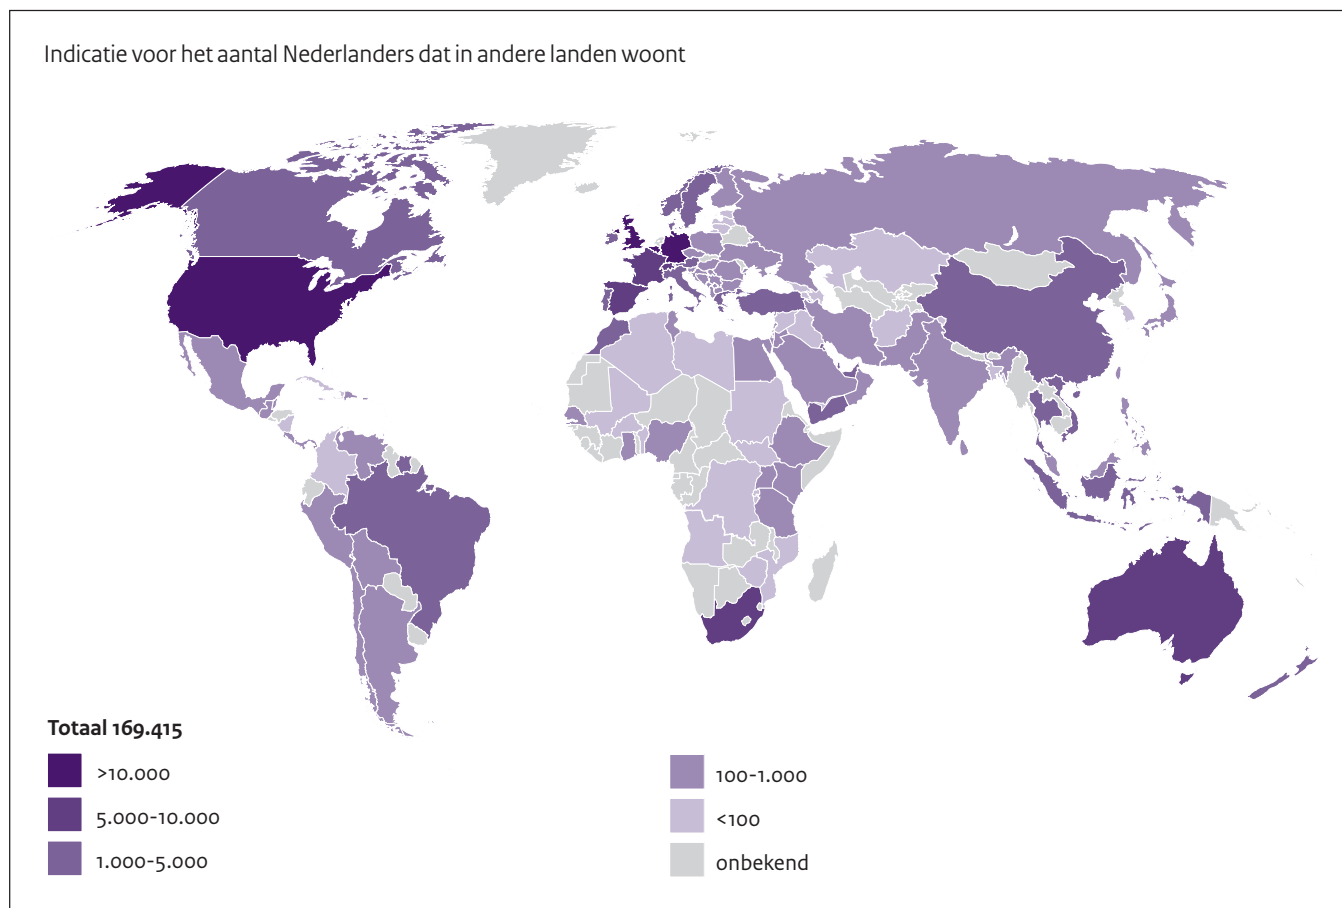 Indicatie voor het aantal Nederlanders dat in andere landen woont
Totaal 169.415
>10.000
5.000-10.000
1.000-5.000
100-1.000
<100
onbekend